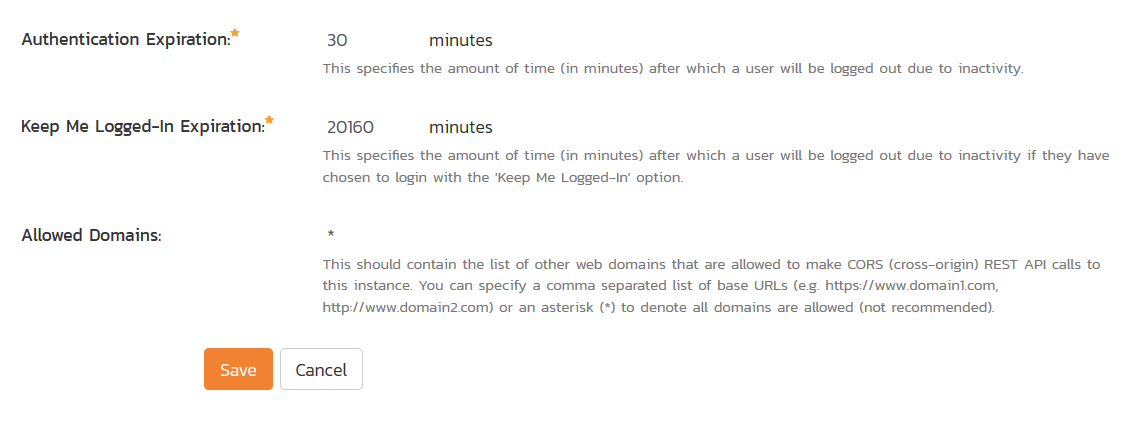 Authentication Expiration:* 30 minutes
This specifies the amount of time (in minutes) after which a user will be logged out due to inactivity.
Keep Me Logged-In Expiration:* 20160 minutes
This specifies the amount of time (in minutes) after which a user will be logged out due to inactivity if they have
chosen to login with the 'Keep Me Logged-In' option.
Allowed Domains: *
This should contain the list of other web domains that are allowed to make CORS (cross-origin) REST API calls to
this instance. You can specify a comma separated list of base URLs (e.g. https://www.domain1.com,
http://www.domain2.com) or an asterisk (*) to denote all domains are allowed (not recommended).
Save Cancel